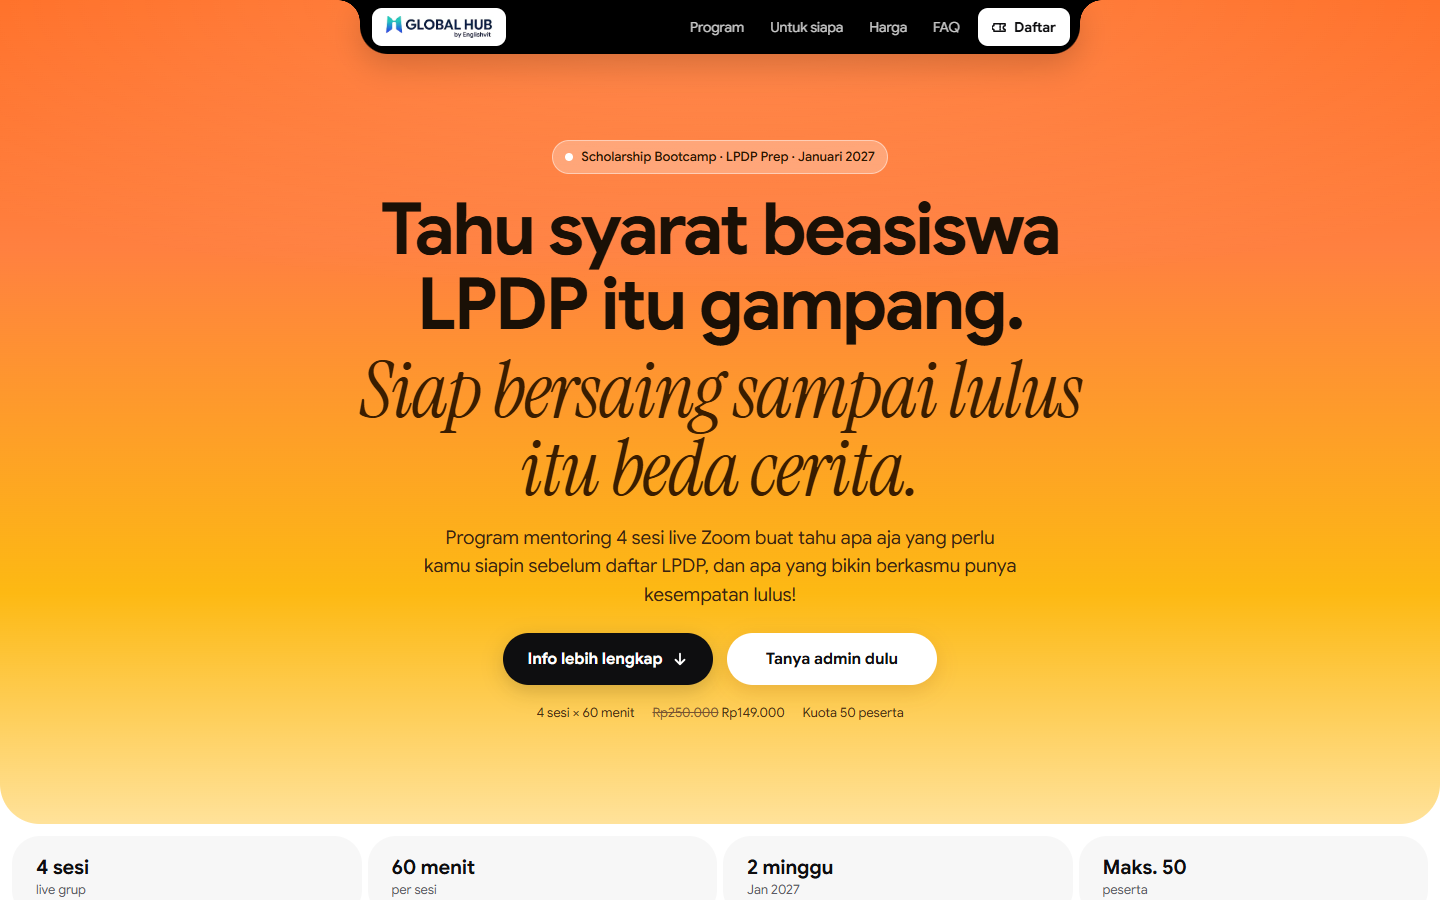 GLOBAL HUB
by Englishvit
Program
Untuk siapa
Harga
FAQ
Daftar
Scholarship Bootcamp · LPDP Prep · Januari 2027
Tahu syarat beasiswa
LPDP itu gampang.
Siap bersaing sampai lulus
itu beda cerita.
Program mentoring 4 sesi live Zoom buat tahu apa aja yang perlu
kamu siapin sebelum daftar LPDP, dan apa yang bikin berkasmu punya
kesempatan lulus!
Info lebih lengkap ↓
Tanya admin dulu
4 sesi × 60 menit
Rp250.000 Rp149.000
Kuota 50 peserta
4 sesi
live grup
60 menit
per sesi
2 minggu
Jan 2027
Maks. 50
peserta